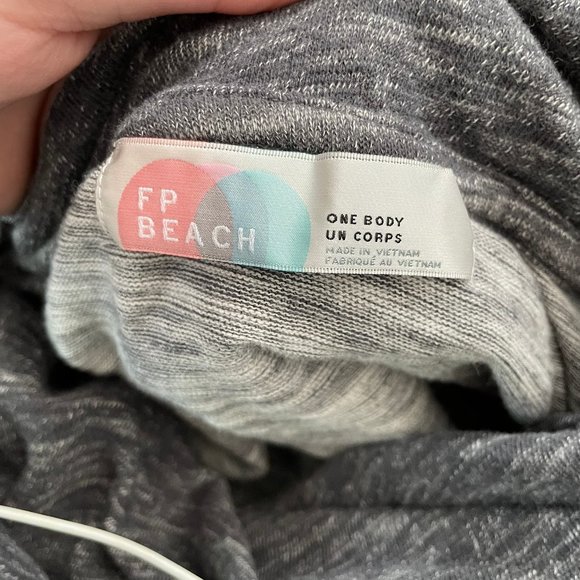 FP
BEACH
ONE BODY
UN CORPS
MADE IN VIETNAM
FABRIQUÉ AU VIETNAM